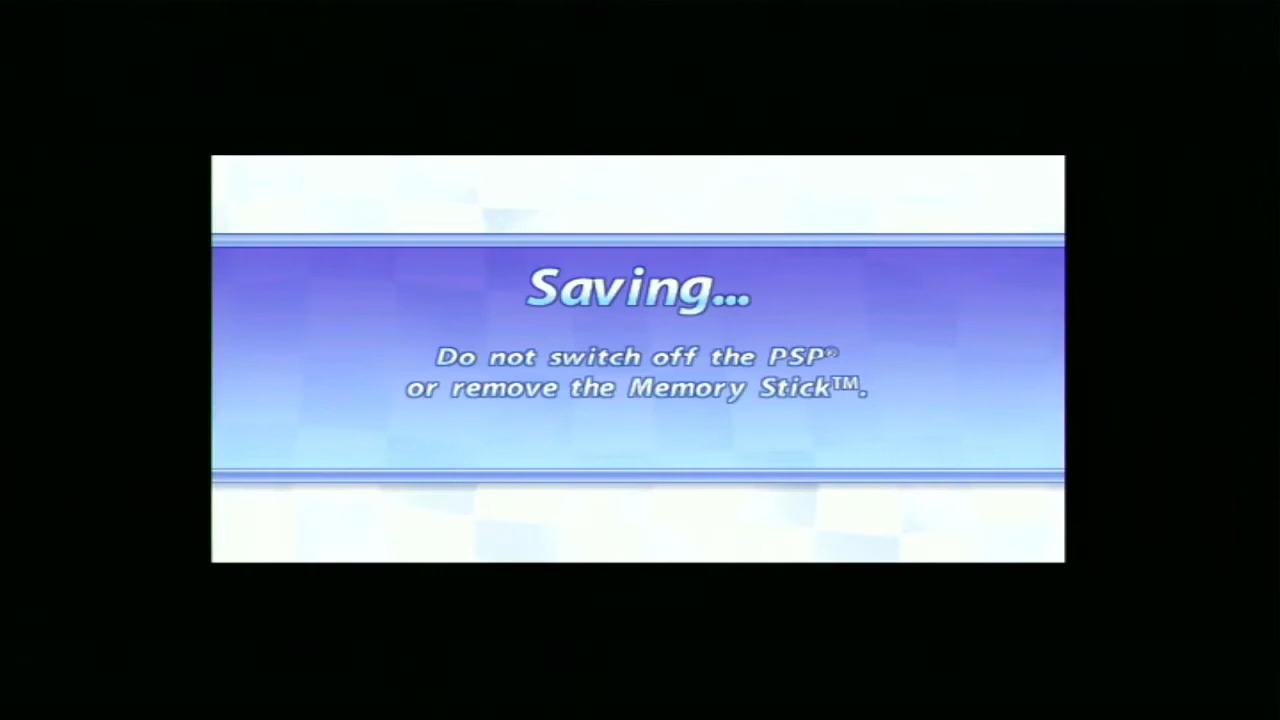 Saving...
Do not switch off the PSP®
or remove the Memory Stick™.